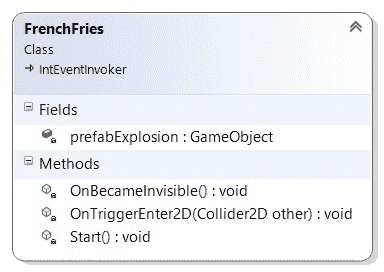 FrenchFries
Class
IntEventInvoker
Fields
prefabExplosion : GameObject
Methods
OnBecameInvisible() : void
OnTriggerEnter2D(Collider2D other) : void
Start() : void